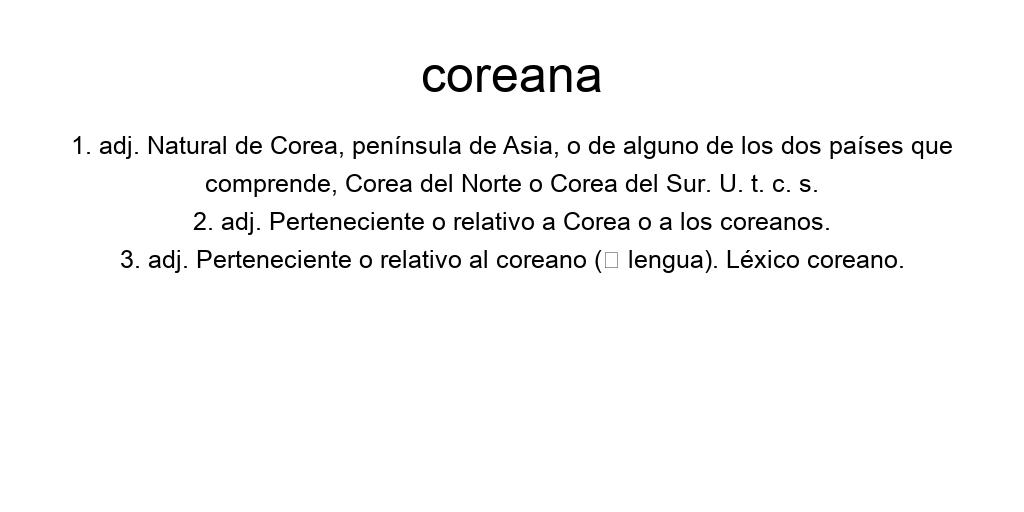 coreana
1. adj. Natural de Corea, península de Asia, o de alguno de los dos países que
comprende, Corea del Norte o Corea del Sur. U. t. c. s.
2. adj. Perteneciente o relativo a Corea o a los coreanos.
3. adj. Perteneciente o relativo al coreano (□ lengua). Léxico coreano.